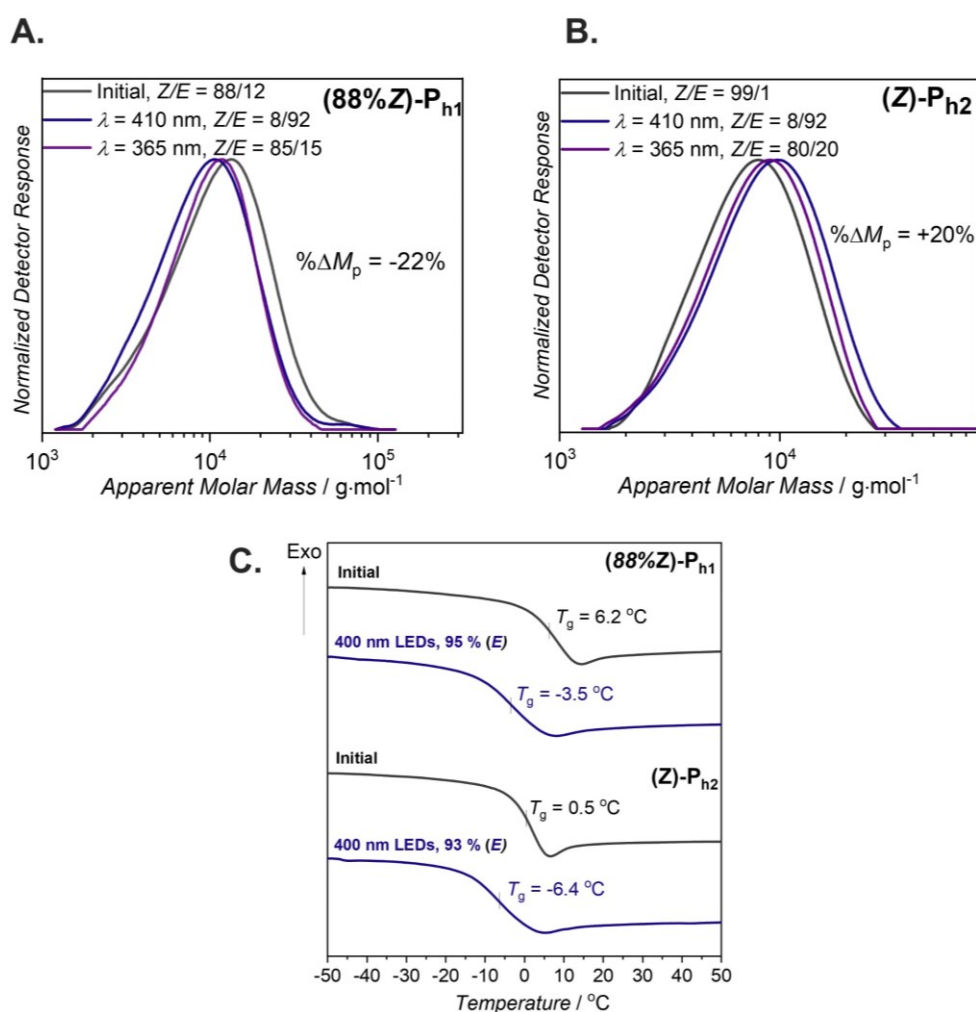 A.
Initial, Z/E = 88/12
λ = 410 nm, Z/E = 8/92
λ = 365 nm, Z/E = 85/15
(88%Z)-Ph1
%ΔMp = -22%
Normalized Detector Response
10³ 10⁴ 10⁵
Apparent Molar Mass / g·mol⁻¹
B.
Initial, Z/E = 99/1
λ = 410 nm, Z/E = 8/92
λ = 365 nm, Z/E = 80/20
(Z)-Ph2
%ΔMp = +20%
Normalized Detector Response
10³ 10⁴
Apparent Molar Mass / g·mol⁻¹
C.
Exo
(88%Z)-Ph1
Initial
Tg = 6.2 °C
400 nm LEDs, 95 % (E)
Tg = -3.5 °C
Initial
(Z)-Ph2
Tg = 0.5 °C
400 nm LEDs, 93 % (E)
Tg = -6.4 °C
-50 -40 -30 -20 -10 0 10 20 30 40 50
Temperature / °C